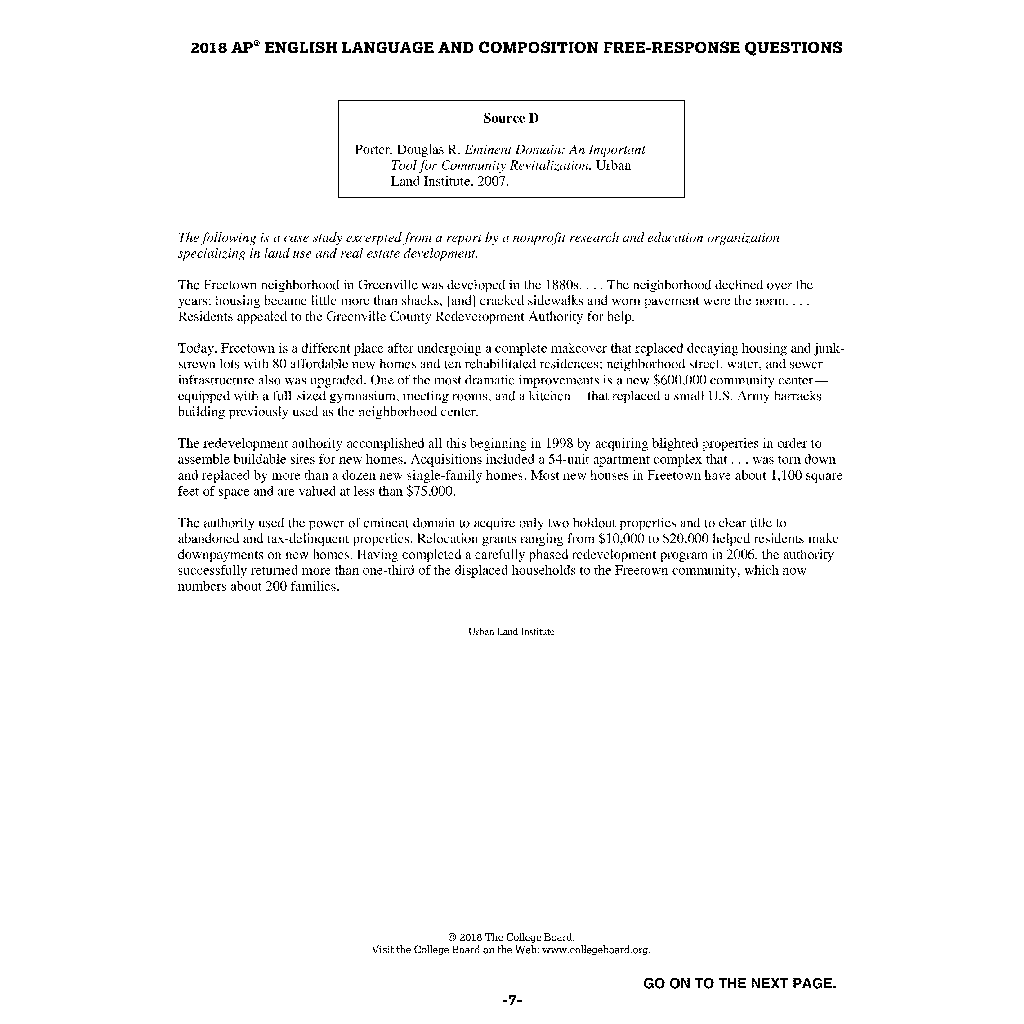 2018 AP® ENGLISH LANGUAGE AND COMPOSITION FREE-RESPONSE QUESTIONS
Source D
Porter, Douglas R. Eminent Domain: An Important
Tool for Community Revitalization. Urban
Land Institute, 2007.
The following is a case study excerpted from a report by a nonprofit research and education organization
specializing in land use and real estate development.
The Freetown neighborhood in Greenville was developed in the 1880s. . . . The neighborhood declined over the
years; housing became little more than shacks, [and] cracked sidewalks and worn pavement were the norm. . . .
Residents appealed to the Greenville County Redevelopment Authority for help.
Today, Freetown is a different place after undergoing a complete makeover that replaced decaying housing and junk-
strewn lots with 80 affordable new homes and ten rehabilitated residences; neighborhood street, water, and sewer
infrastructure also was upgraded. One of the most dramatic improvements is a new $600,000 community center—
equipped with a full-sized gymnasium, meeting rooms, and a kitchen—that replaced a small U.S. Army barracks
building previously used as the neighborhood center.
The redevelopment authority accomplished all this beginning in 1998 by acquiring blighted properties in order to
assemble buildable sites for new homes. Acquisitions included a 54-unit apartment complex that . . . was torn down
and replaced by more than a dozen new single-family homes. Most new houses in Freetown have about 1,100 square
feet of space and are valued at less than $75,000.
The authority used the power of eminent domain to acquire only two holdout properties and to clear title to
abandoned and tax-delinquent properties. Relocation grants ranging from $10,000 to $20,000 helped residents make
downpayments on new homes. Having completed a carefully phased redevelopment program in 2006, the authority
successfully returned more than one-third of the displaced households to the Freetown community, which now
numbers about 200 families.
Urban Land Institute
© 2018 The College Board.
Visit the College Board on the Web: www.collegeboard.org.
GO ON TO THE NEXT PAGE.
-7-